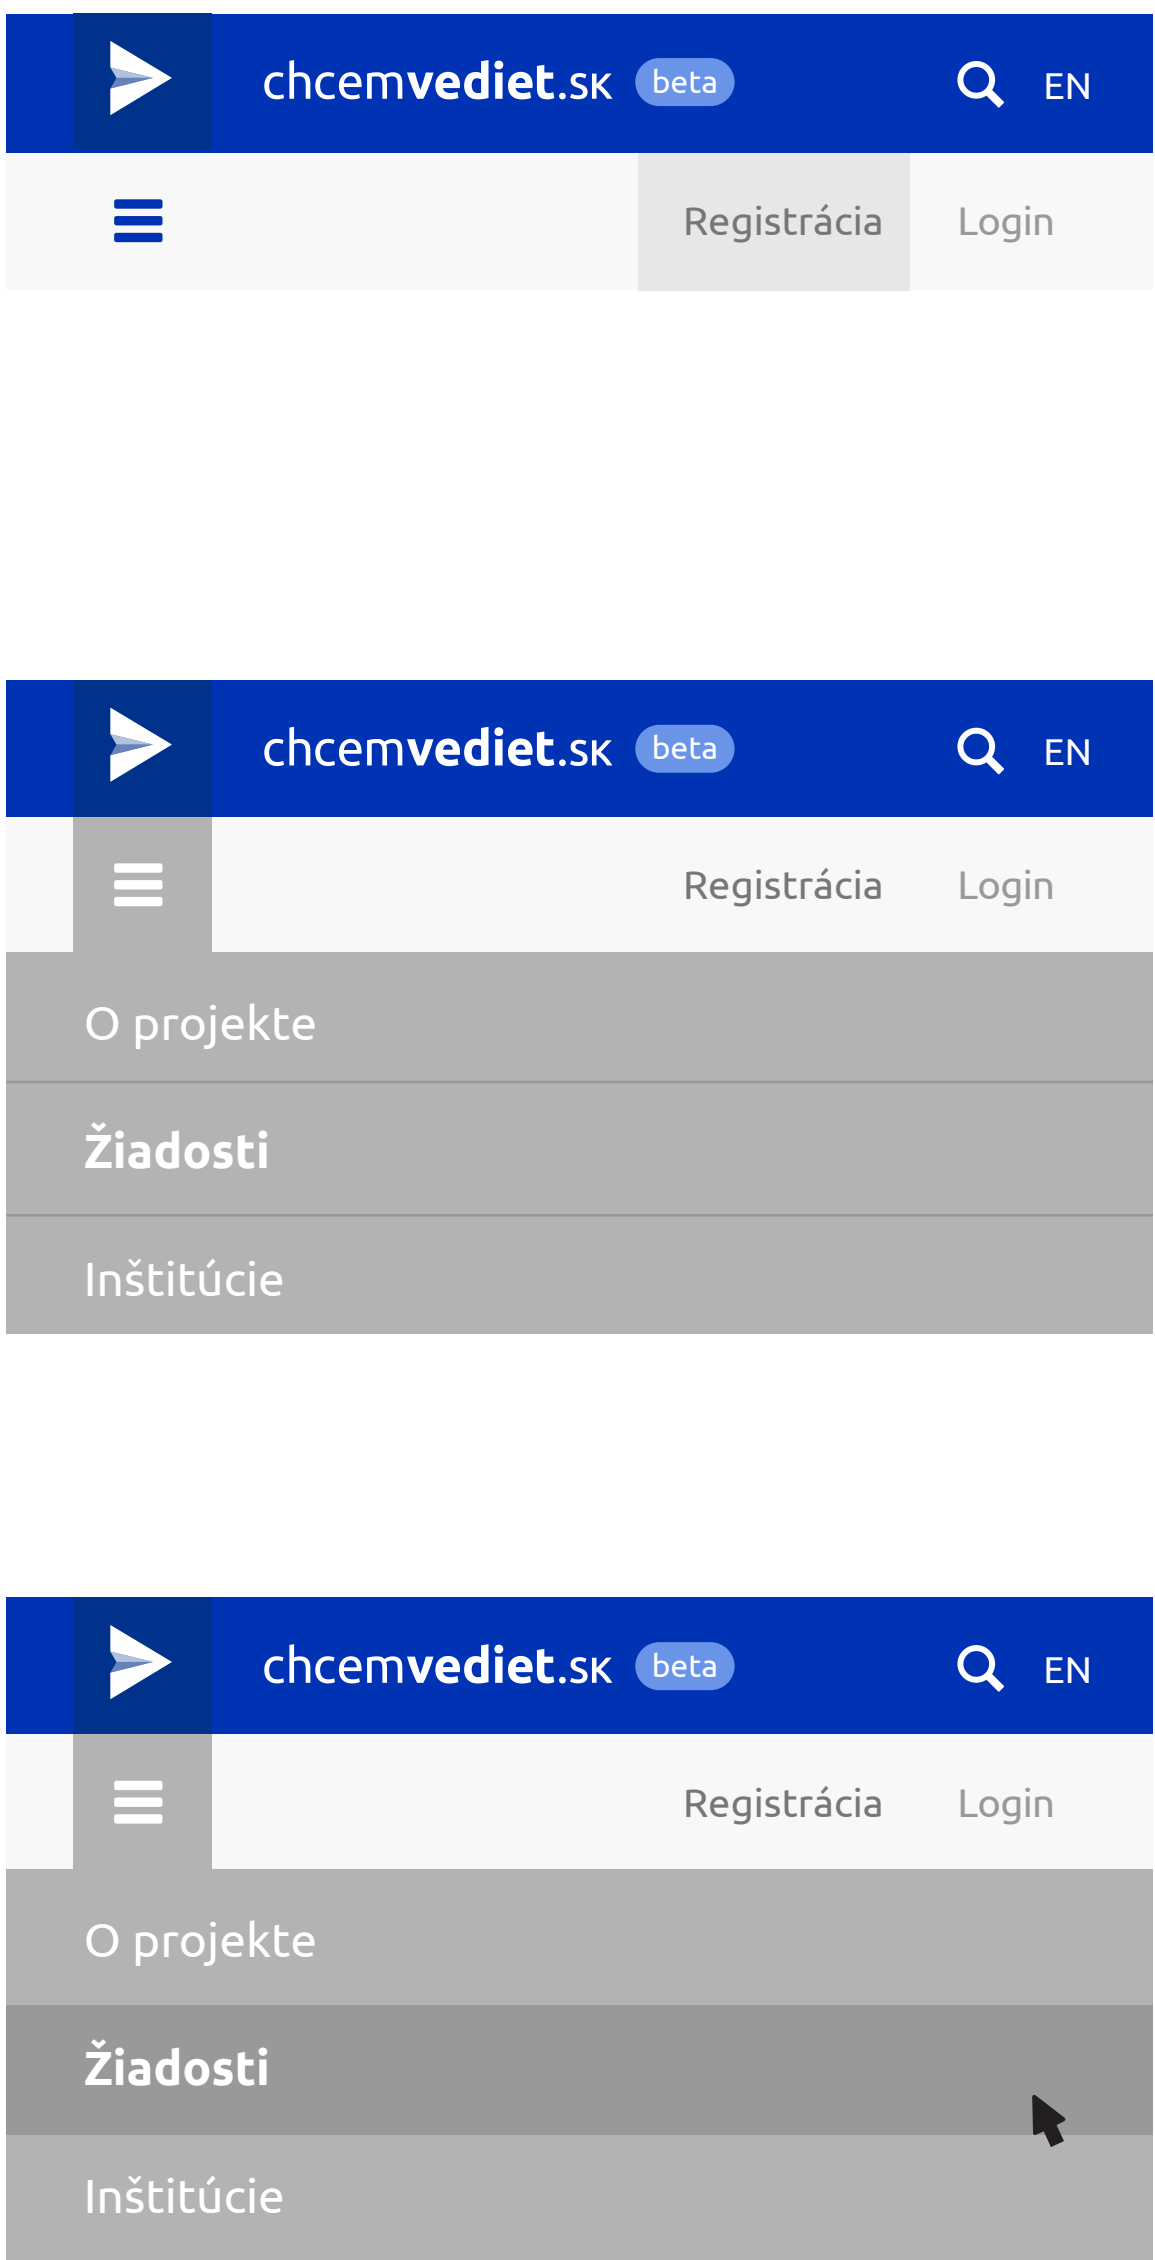 chcemvediet.sk beta EN
Registrácia Login
chcemvediet.sk beta EN
Registrácia Login
O projekte
Žiadosti
Inštitúcie
chcemvediet.sk beta EN
Registrácia Login
O projekte
Žiadosti
Inštitúcie